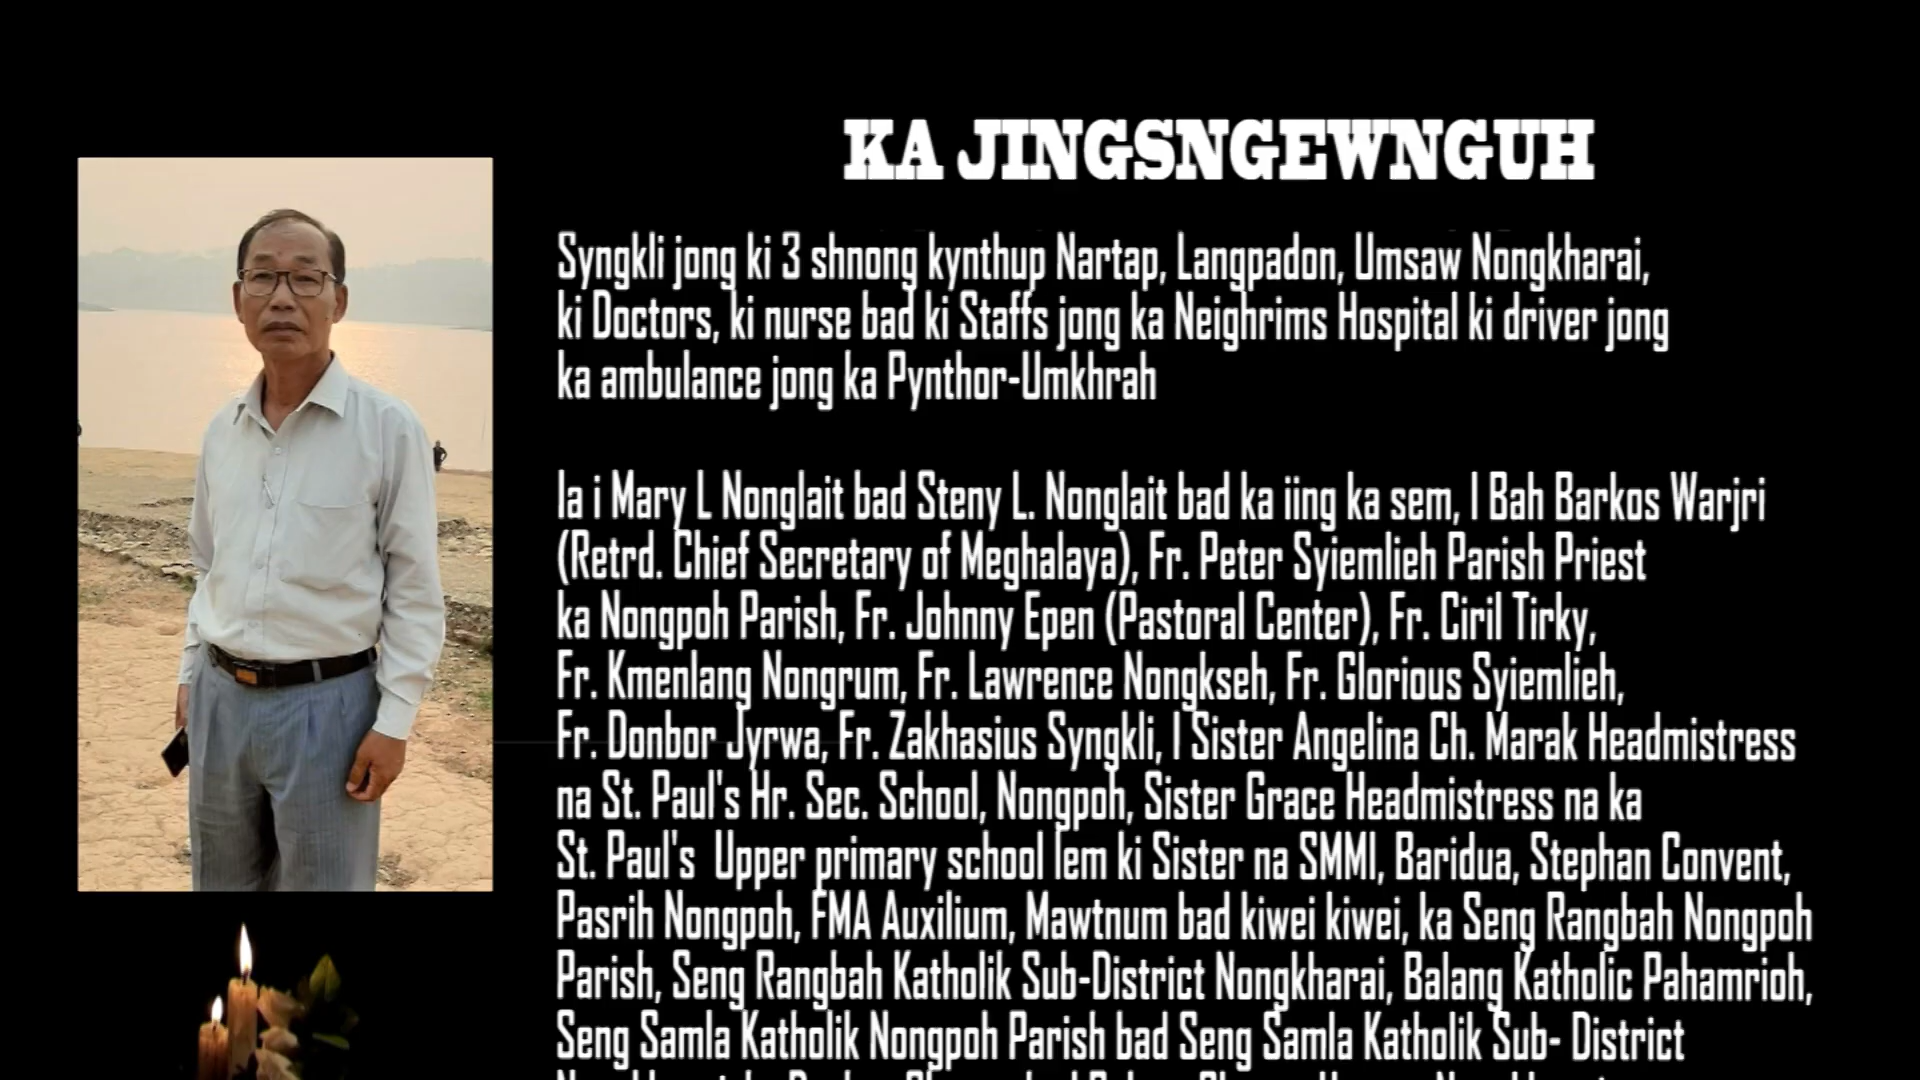 KA JINGSNGEWNGUH
Syngkli jong ki 3 shnong kynthup Nartap, Langpadon, Umsaw Nongkharai,
ki Doctors, ki nurse bad ki Staffs jong ka Neighrims Hospital ki driver jong
ka ambulance jong ka Pynthor-Umkhrah
Ia i Mary L Nonglait bad Steny L. Nonglait bad ka iing ka sem, I Bah Barkos Warjri
(Retrd. Chief Secretary of Meghalaya), Fr. Peter Syiemlieh Parish Priest
ka Nongpoh Parish, Fr. Johnny Epen (Pastoral Center), Fr. Ciril Tirky,
Fr. Kmenlang Nongrum, Fr. Lawrence Nongkseh, Fr. Glorious Syiemlieh,
Fr. Donbor Jyrwa, Fr. Zakhasius Syngkli, I Sister Angelina Ch. Marak Headmistress
na St. Paul's Hr. Sec. School, Nongpoh, Sister Grace Headmistress na ka
St. Paul's Upper primary school lem ki Sister na SMMI, Baridua, Stephan Convent,
Pasrih Nongpoh, FMA Auxilium, Mawtnum bad kiwei kiwei, ka Seng Rangbah Nongpoh
Parish, Seng Rangbah Katholik Sub-District Nongkharai, Balang Katholic Pahamrioh,
Seng Samla Katholik Nongpoh Parish bad Seng Samla Katholik Sub- District